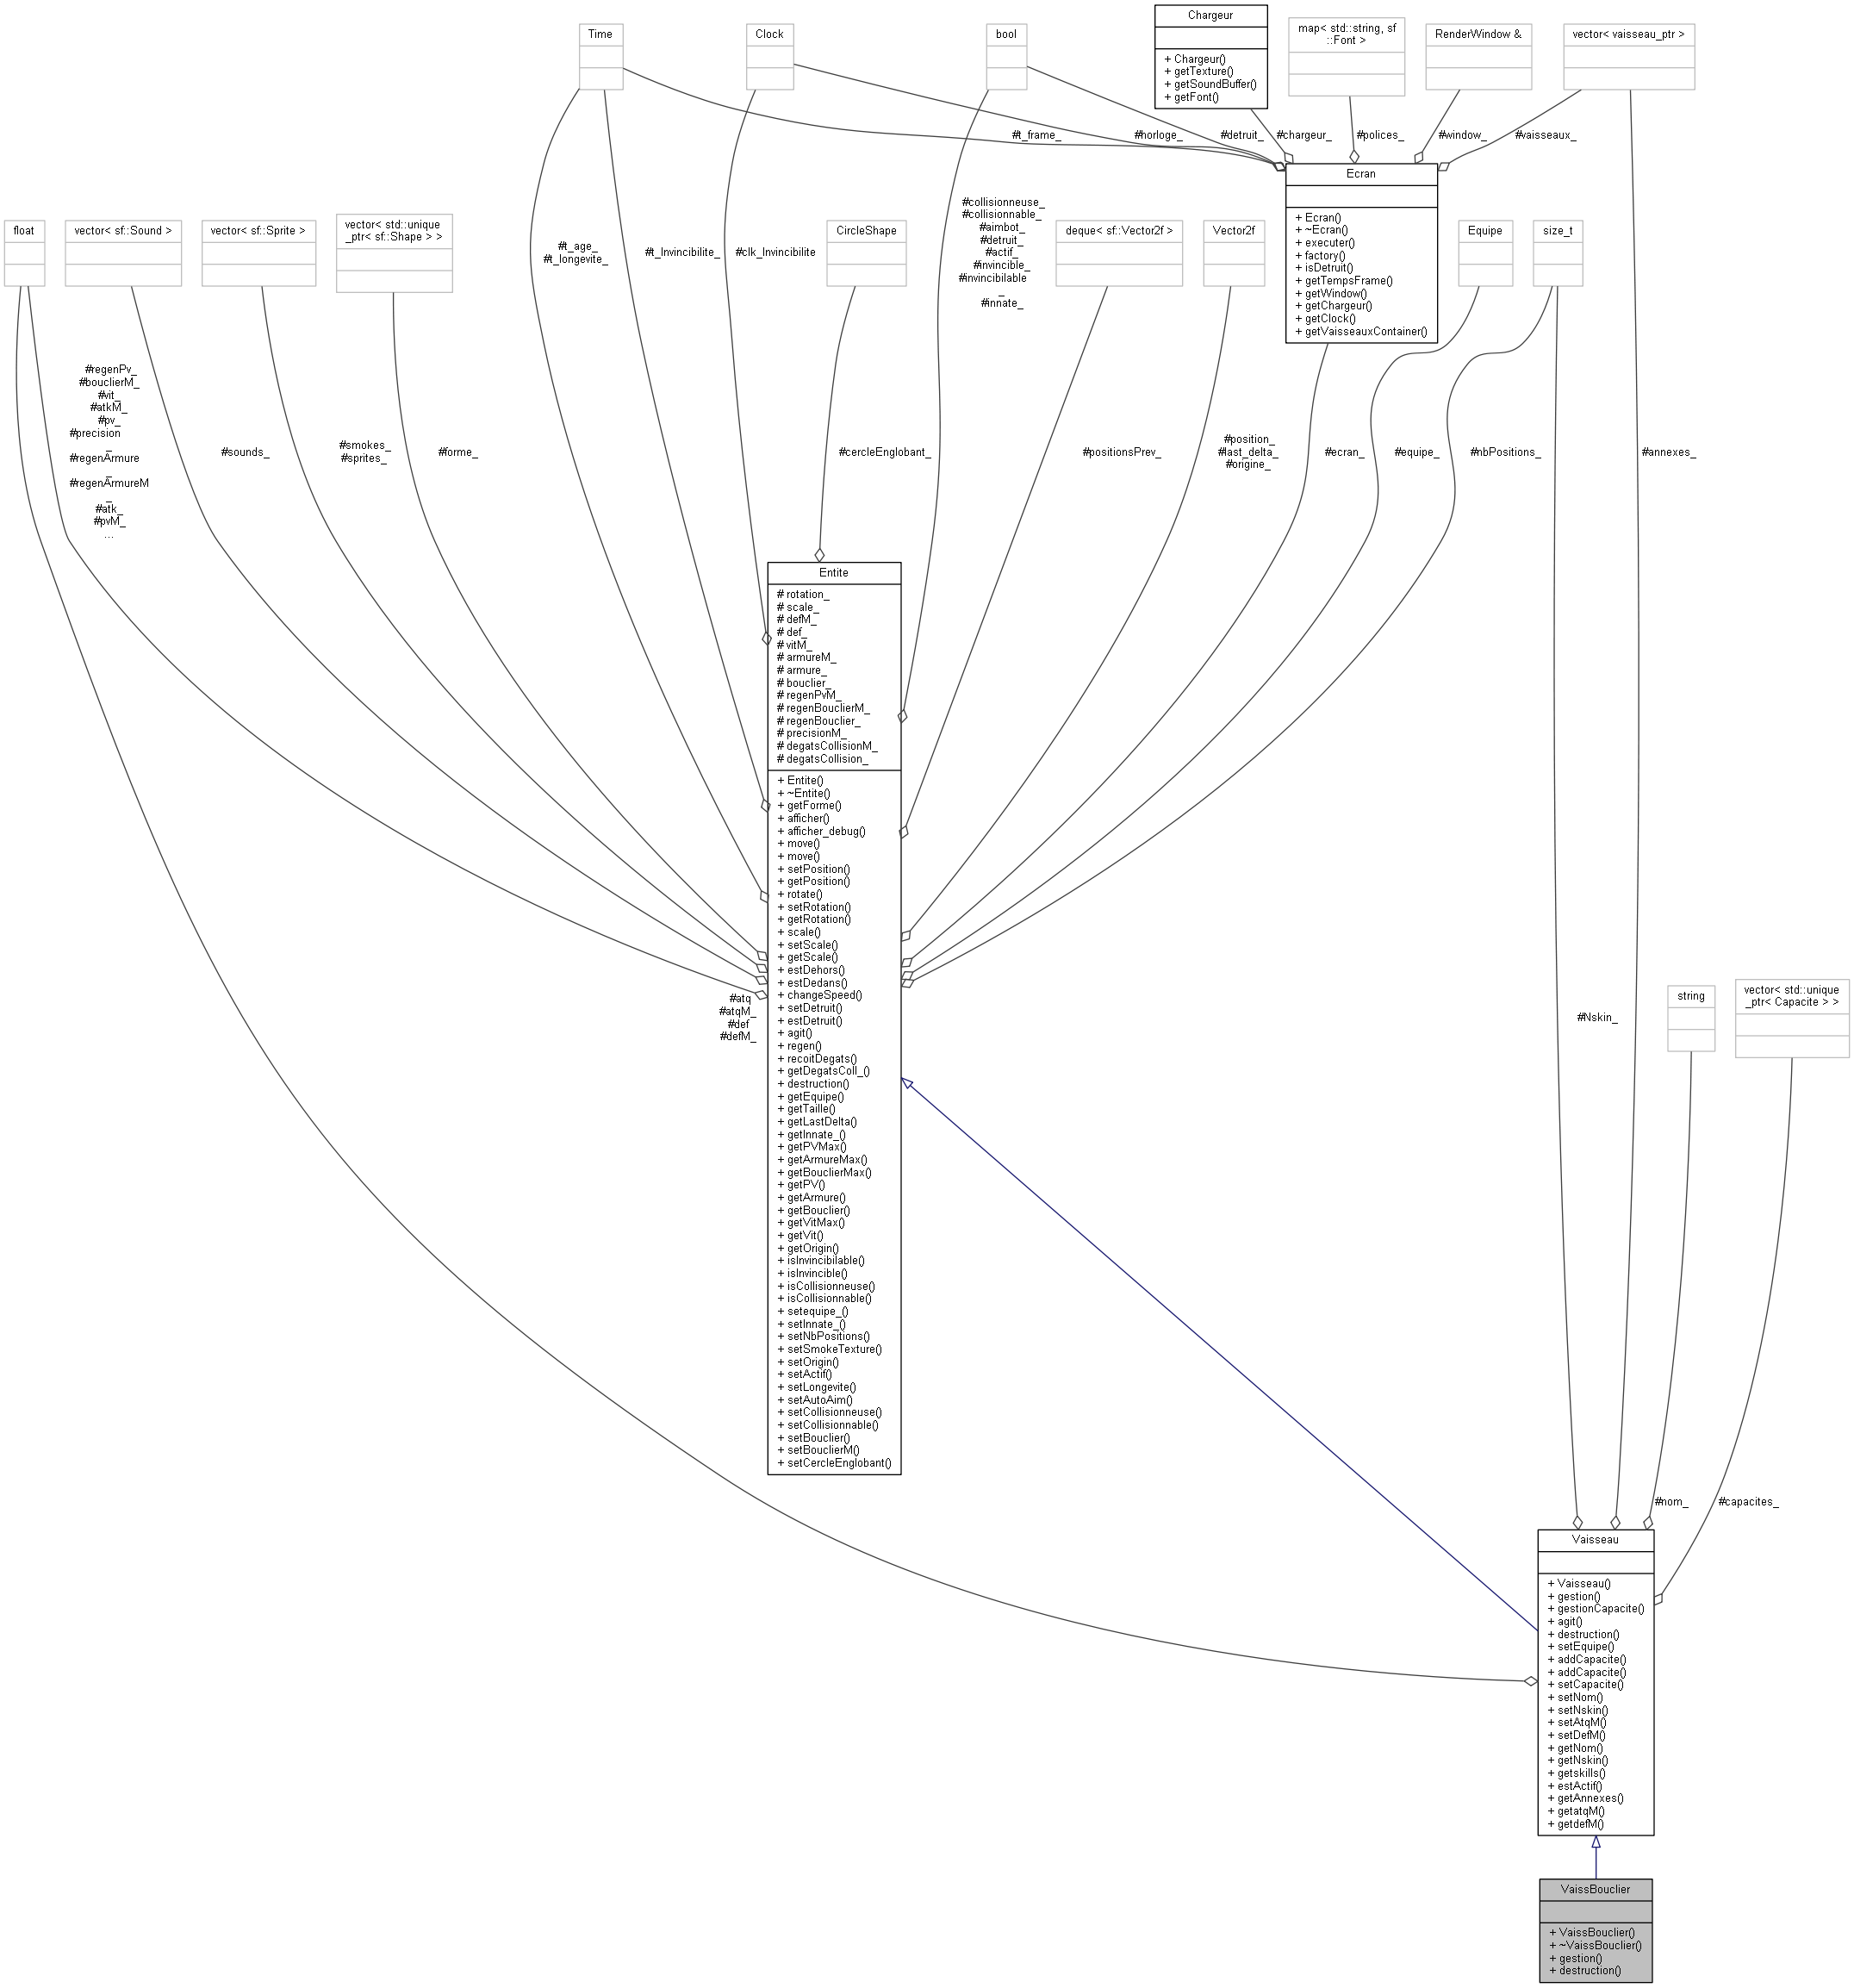 Chargeur
+ Chargeur()
+ getTexture()
+ getSoundBuffer()
+ getFont()
Time
Clock
bool
map< std::string, sf
::Font >
RenderWindow &
vector< vaisseau_ptr >
#t_frame_
#horloge_
#detruit_
#chargeur_
#polices_
#window_
#vaisseaux_
Ecran
+ Ecran()
+ ~Ecran()
+ executer()
+ factory()
+ isDetruit()
+ getTempsFrame()
+ getWindow()
+ getChargeur()
+ getClock()
+ getVaisseauxContainer()
float
vector< sf::Sound >
vector< sf::Sprite >
vector< std::unique
_ptr< sf::Shape > >
#t_age_
#t_longevite_
#t_Invincibilite_
#clk_Invincibilite
CircleShape
#collisionneuse_
#collisionnable_
#aimbot_
#detruit_
#actif_
#invincible_
#invincibilable
_
#innate_
deque< sf::Vector2f >
Vector2f
Equipe
size_t
#regenPv_
#bouclierM_
#vit_
#atkM_
#pv_
#precision
_
#regenArmure
_
#regenArmureM
_
#atk_
#pvM_
...
#sounds_
#smokes_
#sprites_
#forme_
#cercleEnglobant_
#positionsPrev_
#position_
#last_delta_
#origine_
#ecran_
#equipe_
#nbPositions_
#annexes_
Entite
# rotation_
# scale_
# defM_
# def_
# vitM_
# armureM_
# armure_
# bouclier_
# regenPvM_
# regenBouclierM_
# regenBouclier_
# precisionM_
# degatsCollisionM_
# degatsCollision_
+ Entite()
+ ~Entite()
+ getForme()
+ afficher()
+ afficher_debug()
+ move()
+ move()
+ setPosition()
+ getPosition()
+ rotate()
+ setRotation()
+ getRotation()
+ scale()
+ setScale()
+ getScale()
+ estDehors()
+ estDedans()
+ changeSpeed()
+ setDetruit()
+ estDetruit()
+ agit()
+ regen()
+ recoitDegats()
+ getDegatsColl_()
+ destruction()
+ getEquipe()
+ getTaille()
+ getLastDelta()
+ getInnate_()
+ getPVMax()
+ getArmureMax()
+ getBouclierMax()
+ getPV()
+ getArmure()
+ getBouclier()
+ getVitMax()
+ getVit()
+ getOrigin()
+ isInvincibilable()
+ isInvincible()
+ isCollisionneuse()
+ isCollisionnable()
+ setequipe_()
+ setInnate_()
+ setNbPositions()
+ setSmokeTexture()
+ setOrigin()
+ setActif()
+ setLongevite()
+ setAutoAim()
+ setCollisionneuse()
+ setCollisionnable()
+ setBouclier()
+ setBouclierM()
+ setCercleEnglobant()
#atq
#atqM_
#def
#defM_
#Nskin_
string
vector< std::unique
_ptr< Capacite > >
#nom_
#capacites_
Vaisseau
+ Vaisseau()
+ gestion()
+ gestionCapacite()
+ agit()
+ destruction()
+ setEquipe()
+ addCapacite()
+ addCapacite()
+ setCapacite()
+ setNom()
+ setNskin()
+ setAtqM()
+ setDefM()
+ getNom()
+ getNskin()
+ getskills()
+ estActif()
+ getAnnexes()
+ getatqM()
+ getdefM()
VaissBouclier
+ VaissBouclier()
+ ~VaissBouclier()
+ gestion()
+ destruction()